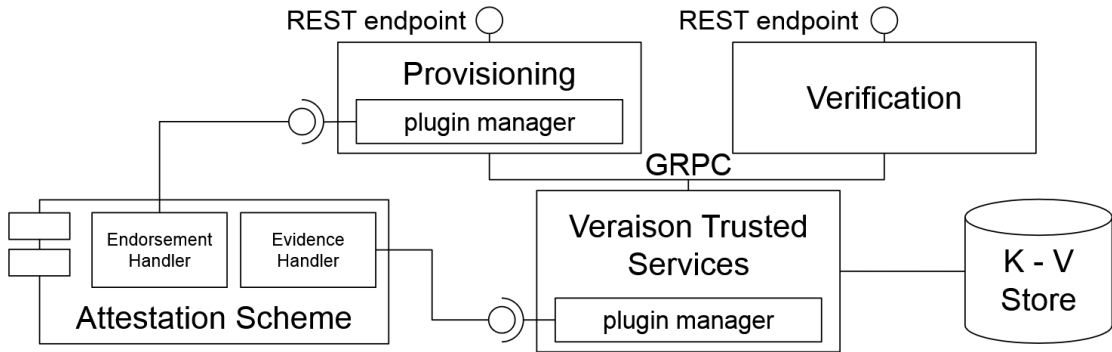 REST endpoint
REST endpoint
Provisioning
plugin manager
Verification
GRPC
Endorsement
Handler
Evidence
Handler
Attestation Scheme
Veraison Trusted
Services
plugin manager
K - V
Store